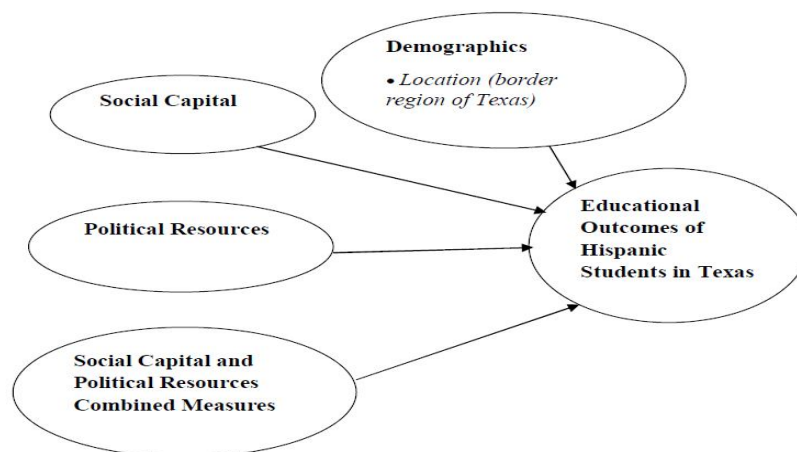 Demographics
• Location (border
region of Texas)
Social Capital
Political Resources
Educational
Outcomes of
Hispanic
Students in Texas
Social Capital and
Political Resources
Combined Measures